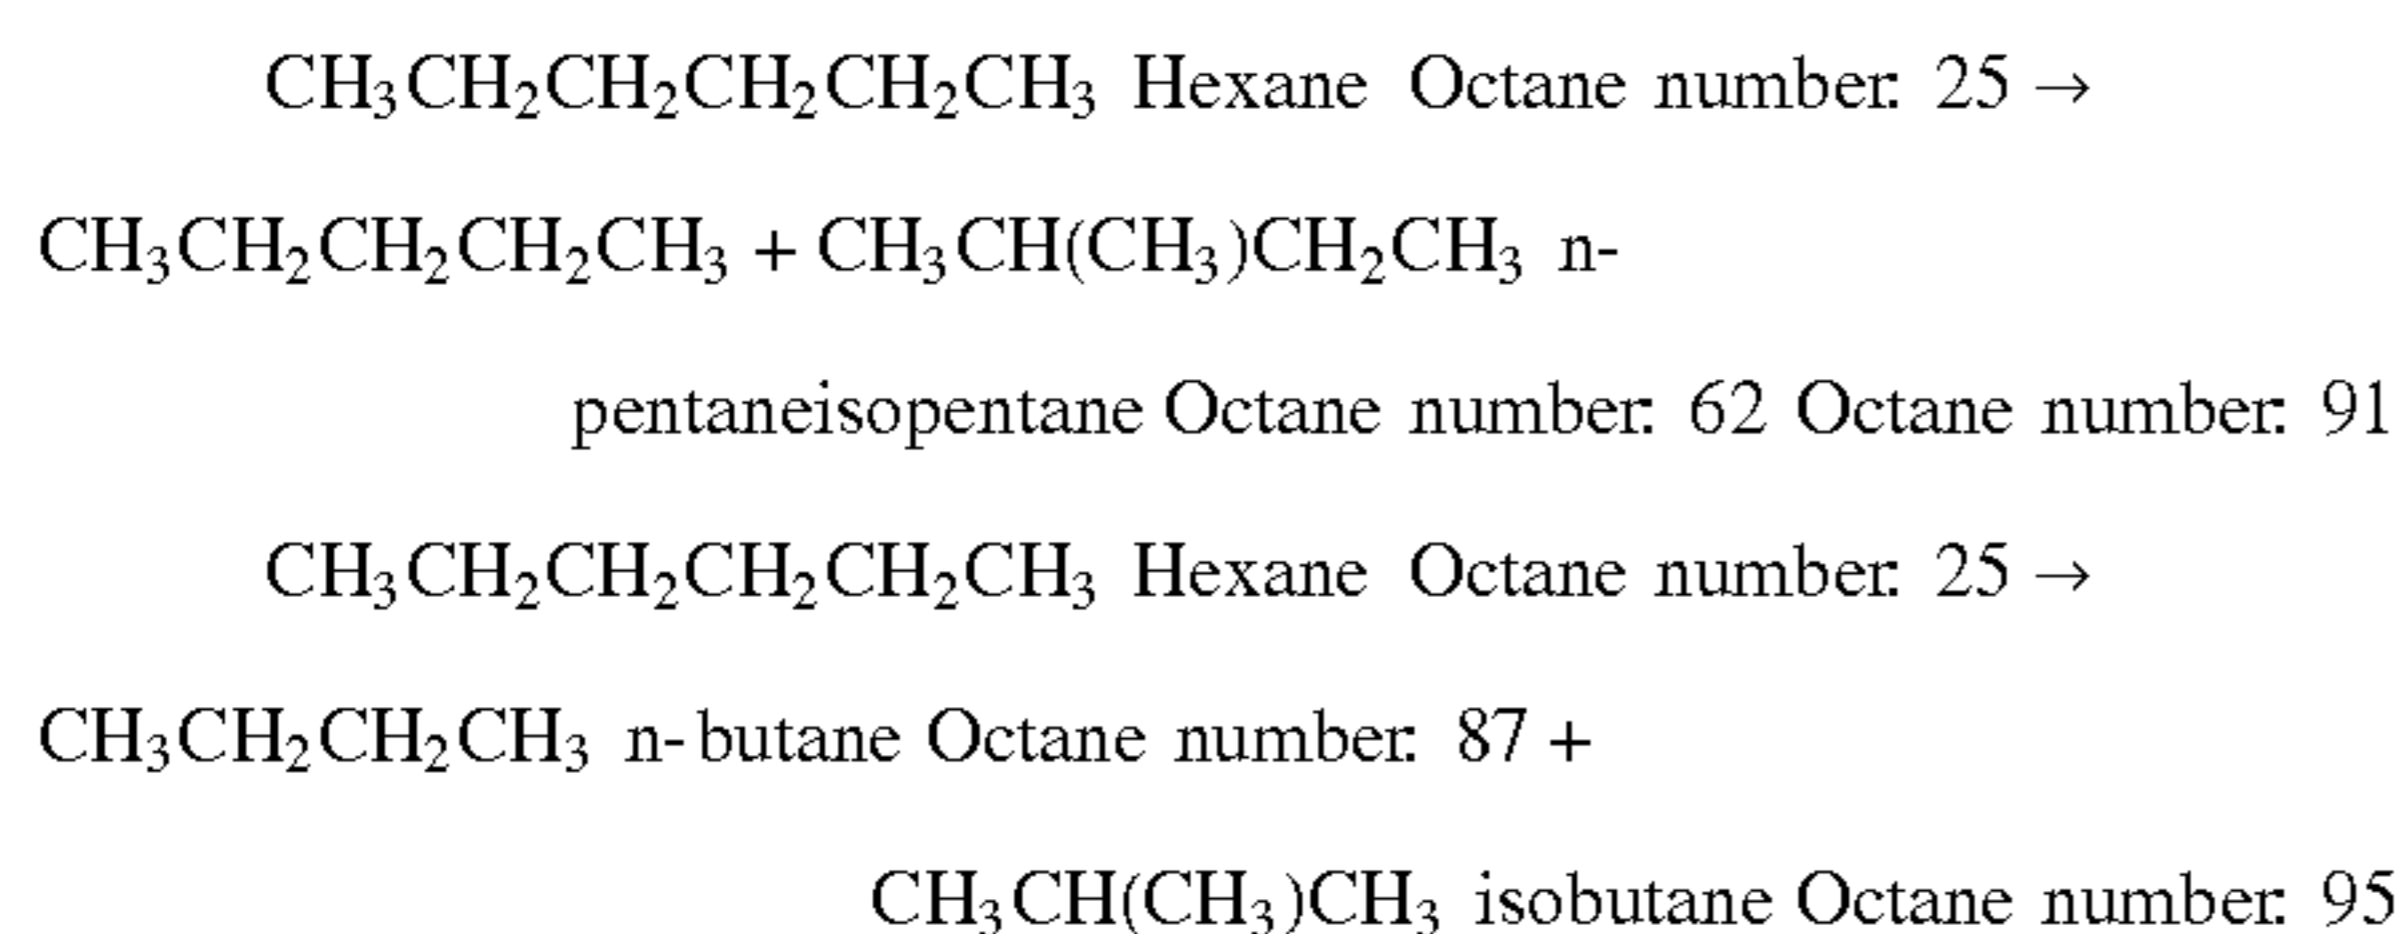 CH₃CH₂CH₂CH₂CH₂CH₃ Hexane Octane number: 25 →
CH₃CH₂CH₂CH₂CH₃ + CH₃CH(CH₃)CH₂CH₃ n-
pentaneisopentane Octane number: 62 Octane number: 91
CH₃CH₂CH₂CH₂CH₂CH₃ Hexane Octane number: 25 →
CH₃CH₂CH₂CH₃ n-butane Octane number: 87 +
CH₃CH(CH₃)CH₃ isobutane Octane number: 95